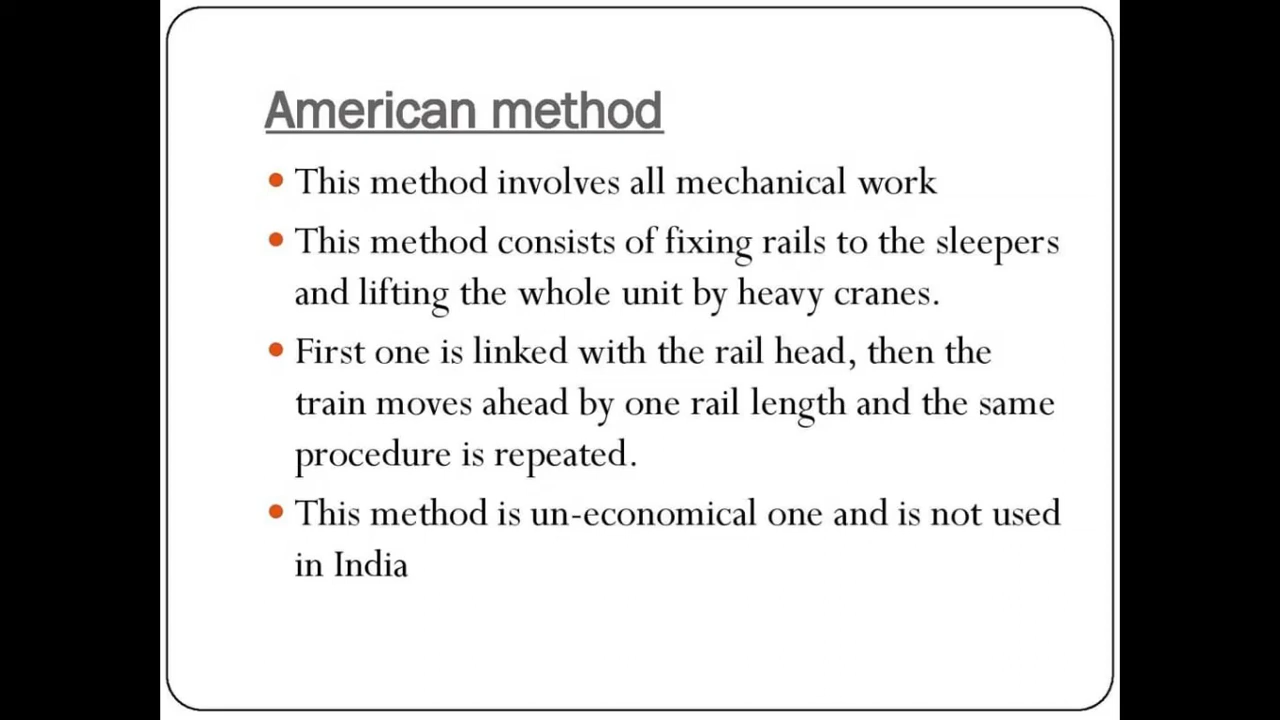 American method
• This method involves all mechanical work
• This method consists of fixing rails to the sleepers
and lifting the whole unit by heavy cranes.
• First one is linked with the rail head, then the
train moves ahead by one rail length and the same
procedure is repeated.
• This method is un-economical one and is not used
in India